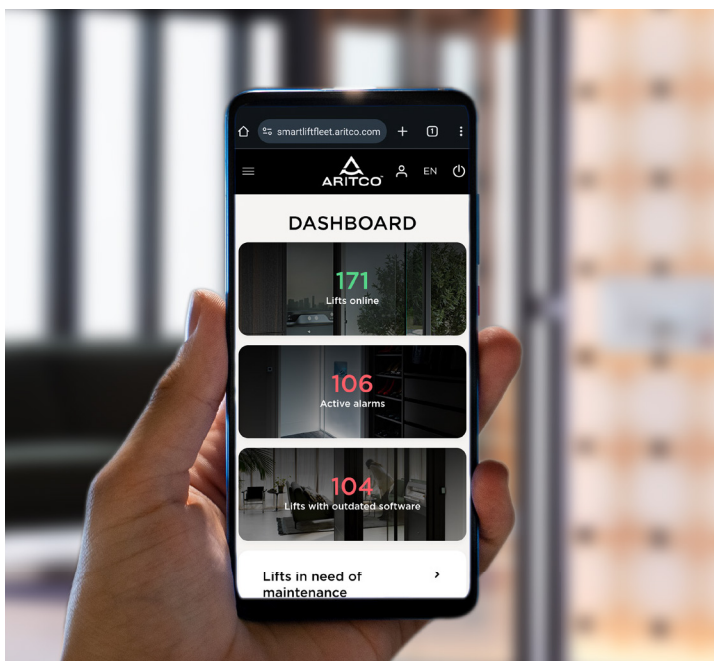 smartliftfleet.aritco.com
1
ARITCO
EN
DASHBOARD
171
Lifts online
106
Active alarms
104
Lifts with outdated software
Lifts in need of
maintenance